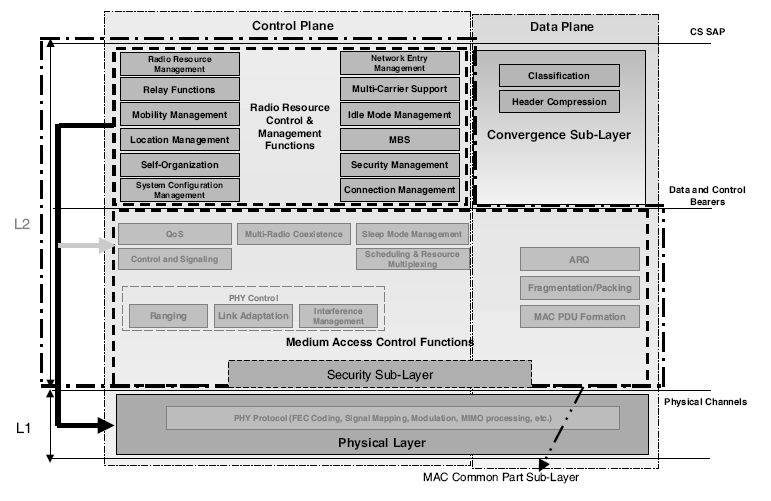 Control Plane
Data Plane
CS SAP
Radio Resource
Management
Relay Functions
Mobility Management
Location Management
Self-Organization
System Configuration
Management
Radio Resource
Control &
Management
Functions
Network Entry
Management
Multi-Carrier Support
Idle Mode Management
MBS
Security Management
Connection Management
Classification
Header Compression
Convergence Sub-Layer
Data and Control
Bearers
L2
QoS
Multi-Radio Coexistence
Sleep Mode Management
Control and Signaling
Scheduling & Resource
Multiplexing
ARQ
Fragmentation/Packing
MAC PDU Formation
PHY Control
Ranging
Link Adaptation
Interference
Management
Medium Access Control Functions
Security Sub-Layer
Physical Channels
L1
PHY Protocol (FEC Coding, Signal Mapping, Modulation, MIMO processing, etc.)
Physical Layer
MAC Common Part Sub-Layer